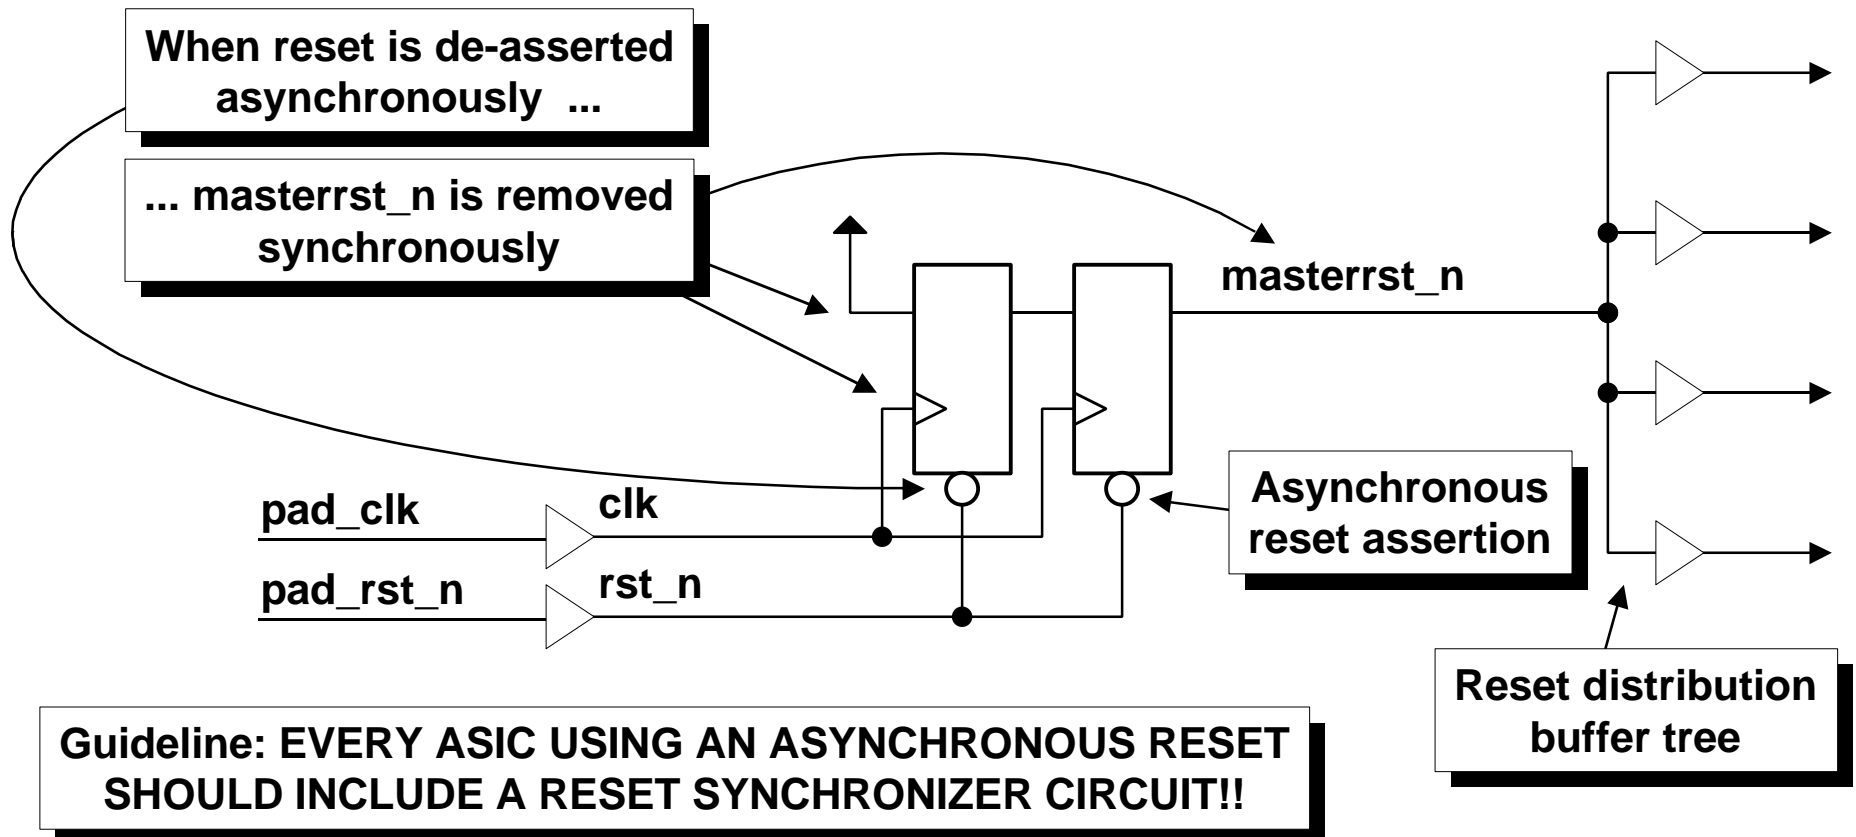 When reset is de-asserted
asynchronously ...
... masterrst_n is removed
synchronously
masterrst_n
Asynchronous
reset assertion
pad_clk
clk
pad_rst_n
rst_n
Reset distribution
buffer tree
Guideline: EVERY ASIC USING AN ASYNCHRONOUS RESET
SHOULD INCLUDE A RESET SYNCHRONIZER CIRCUIT!!